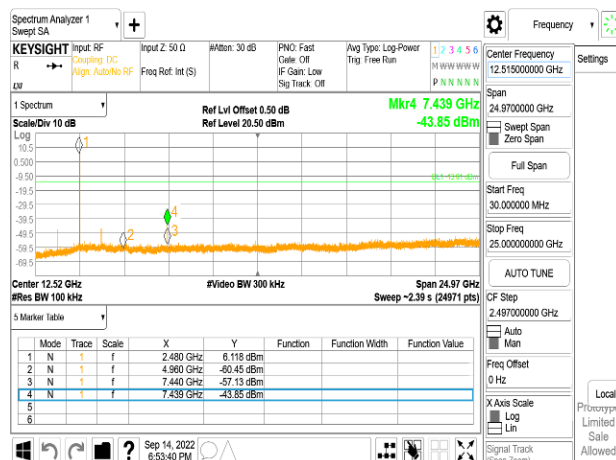 Spectrum Analyzer 1
Swept SA
+
Frequency
KEYSIGHT
R
Input: RF
Coupling: DC
Align: Auto/No RF
Input Z: 50 Ω
Freq Ref: Int (S)
#Atten: 30 dB
PNO: Fast
Gate: Off
IF Gain: Low
Sig Track: Off
Avg Type: Log-Power
Trig: Free Run
1 2 3 4 5 6
M W W W W W
P N N N N N
Center Frequency
12.515000000 GHz
Settings
Span
24.9700000 GHz
Swept Span
Zero Span
Full Span
Start Freq
30.000000 MHz
Stop Freq
25.000000000 GHz
AUTO TUNE
CF Step
2.497000000 GHz
Auto
Man
Freq Offset
0 Hz
X Axis Scale
Log
Lin
Signal Track
(Span Zoom)
Local
Prototype
Limited
Sale
Allowed
1 Spectrum
Scale/Div 10 dB
Ref Lvl Offset 0.50 dB
Ref Level 20.50 dBm
Mkr4 7.439 GHz
-43.85 dBm
Log
10.5
0.500
-9.50
-19.5
-29.5
-39.5
-49.5
-59.5
-69.5
1
2
3
4
Center 12.52 GHz
#Res BW 100 kHz
#Video BW 300 kHz
Span 24.97 GHz
Sweep ~2.39 s (24971 pts)
5 Marker Table
Mode Trace Scale X Y Function Function Width Function Value
1 N 1 f 2.480 GHz 6.118 dBm
2 N 1 f 4.960 GHz -60.45 dBm
3 N 1 f 7.440 GHz -57.13 dBm
4 N 1 f 7.439 GHz -43.85 dBm
5
6
?
Sep 14, 2022
6:53:40 PM